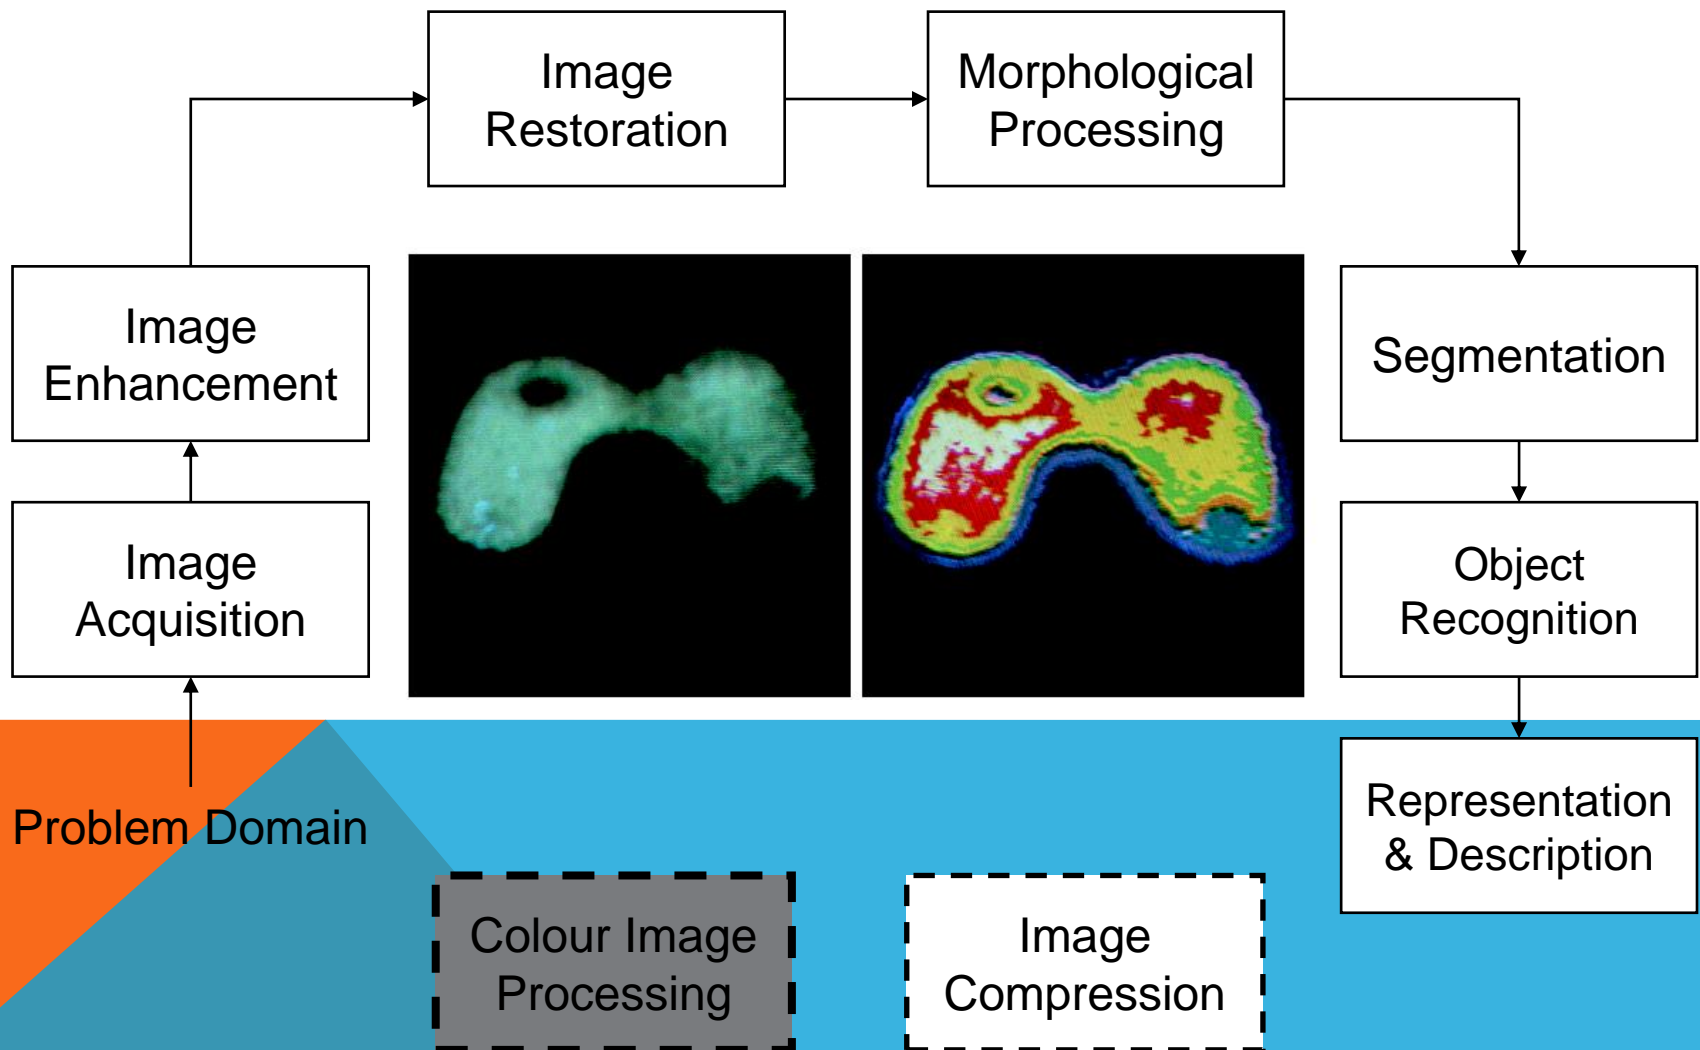 Image
Restoration
Morphological
Processing
Image
Enhancement
Segmentation
Image
Acquisition
Object
Recognition
Problem Domain
Representation
& Description
Colour Image
Processing
Image
Compression